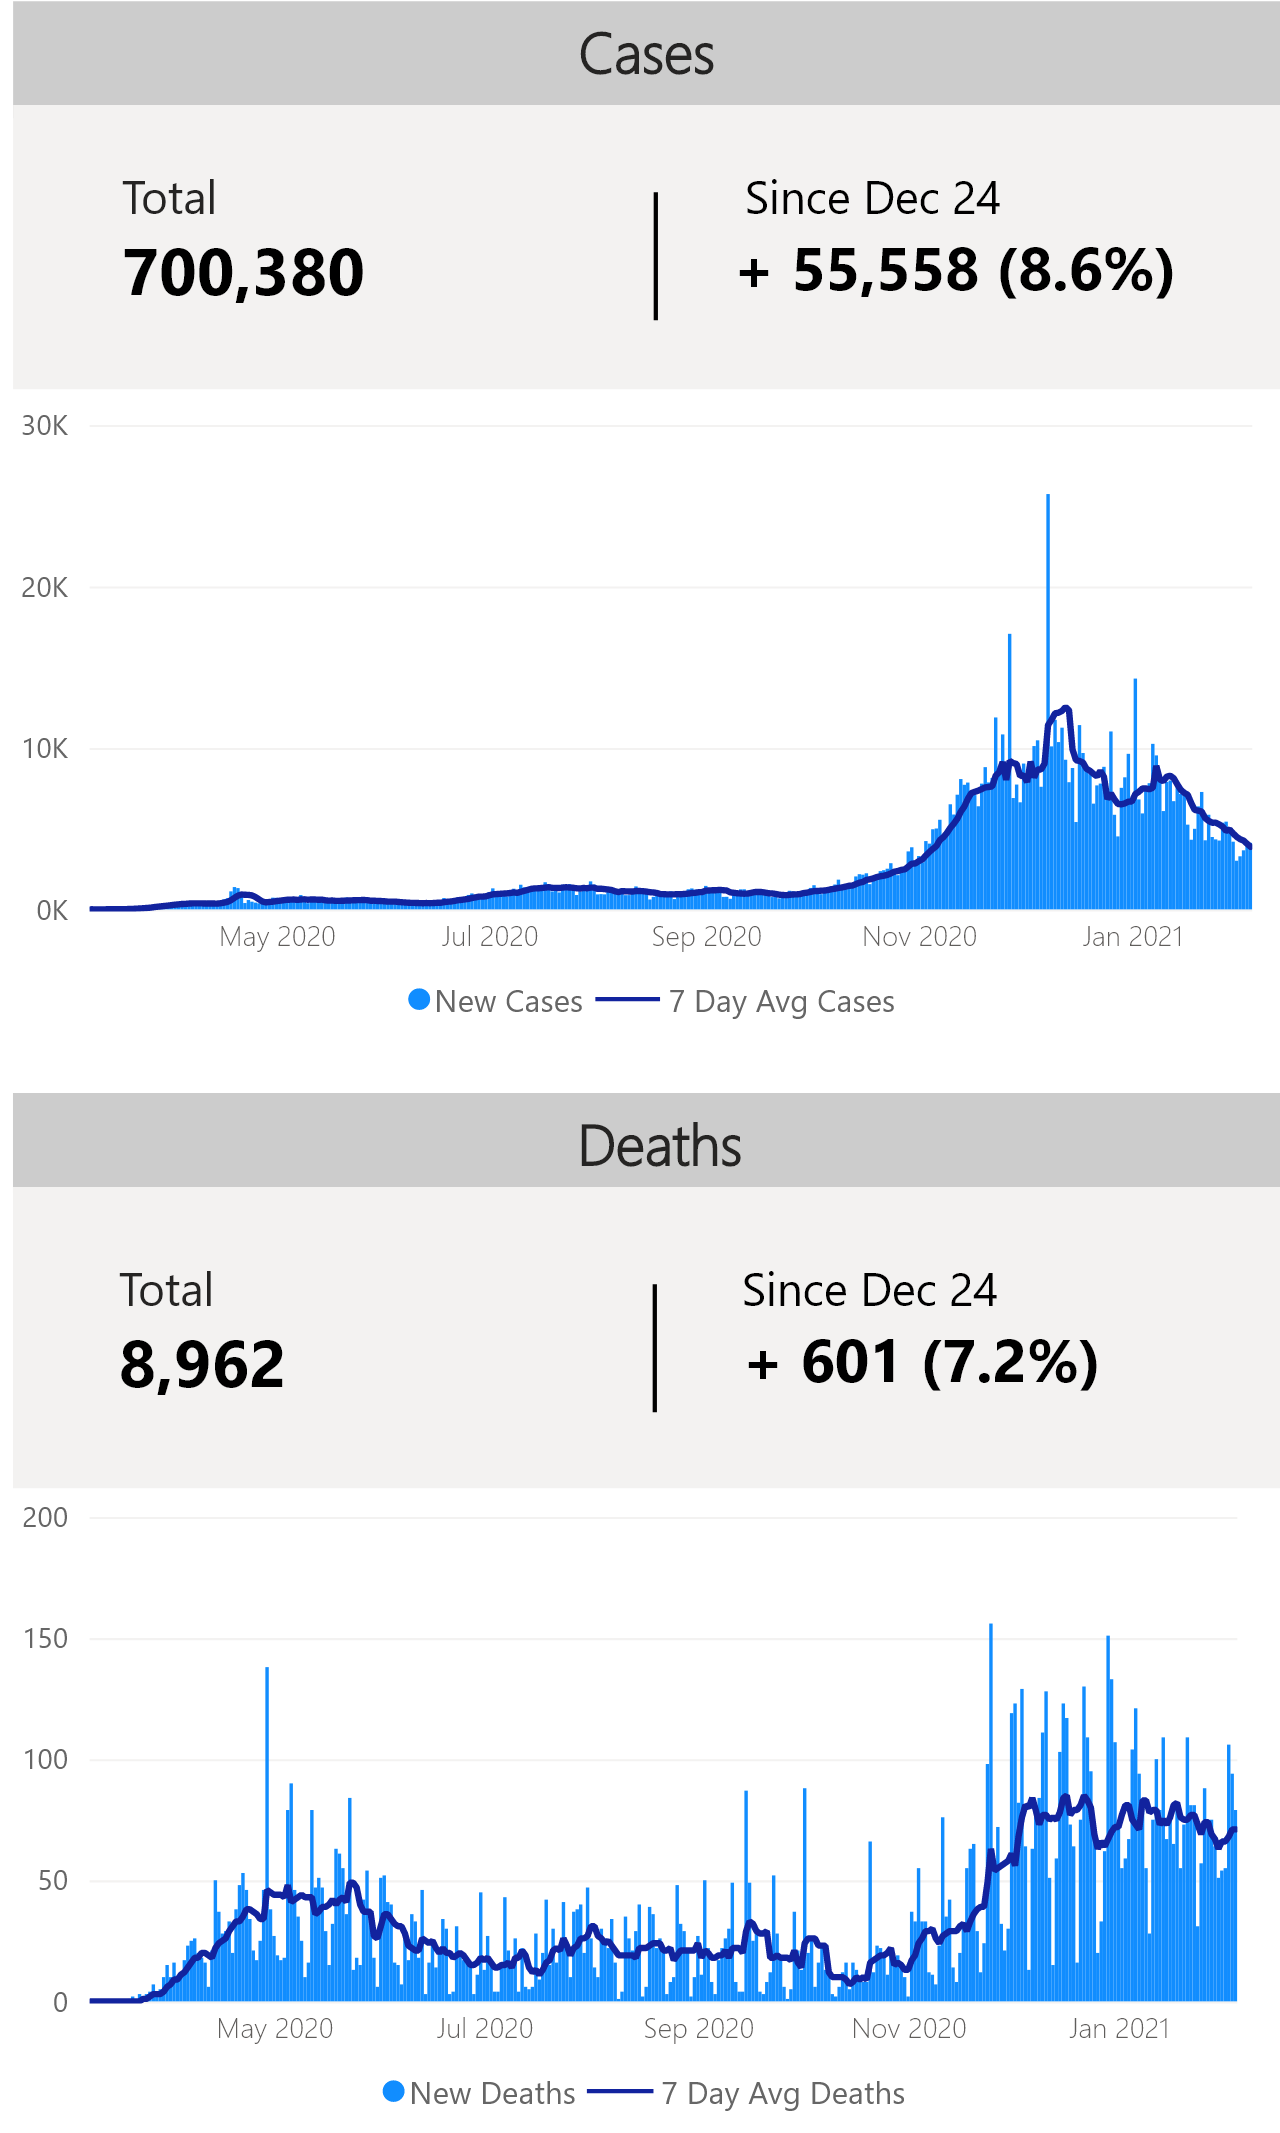 Cases
Total
Since Dec 24
700,380
+ 55,558 (8.6%)
30K
20K
10K
0K
May 2020
Jul 2020
Sep 2020
Nov 2020
Jan 2021
New Cases
7 Day Avg Cases
Deaths
Total
Since Dec 24
8,962
+ 601 (7.2%)
200
150
100
50
0
May 2020
Jul 2020
Sep 2020
Nov 2020
Jan 2021
New Deaths
7 Day Avg Deaths